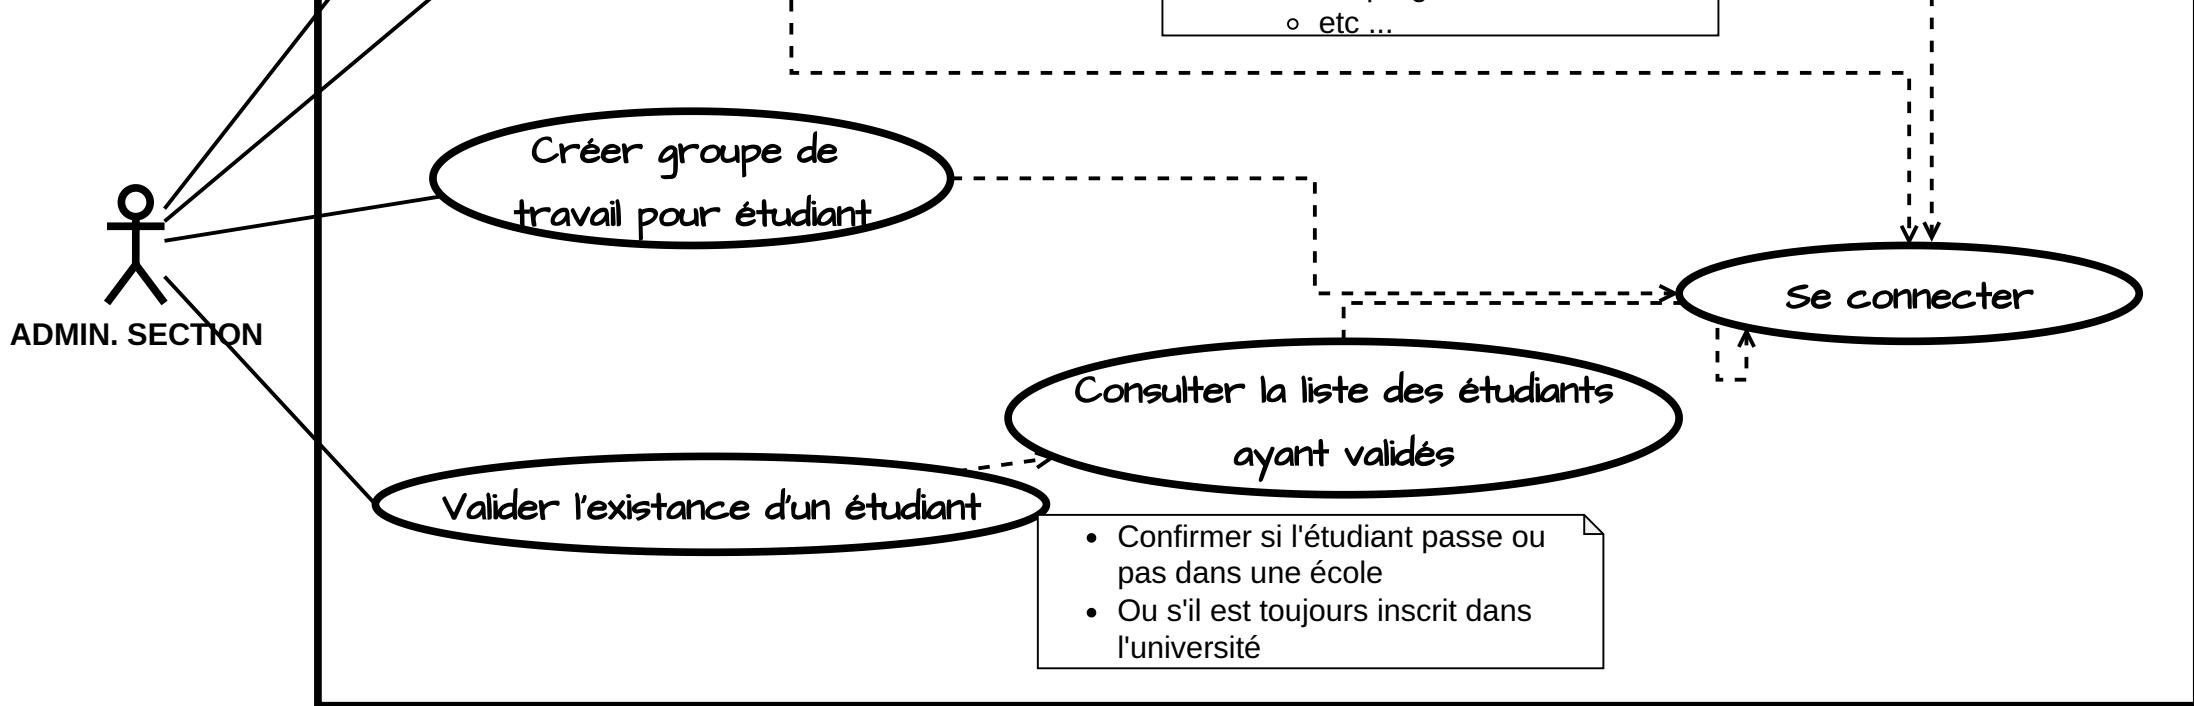 etc ...
Créer groupe de
travail pour étudiant
Se connecter
ADMIN. SECTION
Consulter la liste des étudiants
ayant validés
Valider l'existance d'un étudiant
Confirmer si l'étudiant passe ou
pas dans une école
Ou s'il est toujours inscrit dans
l'université